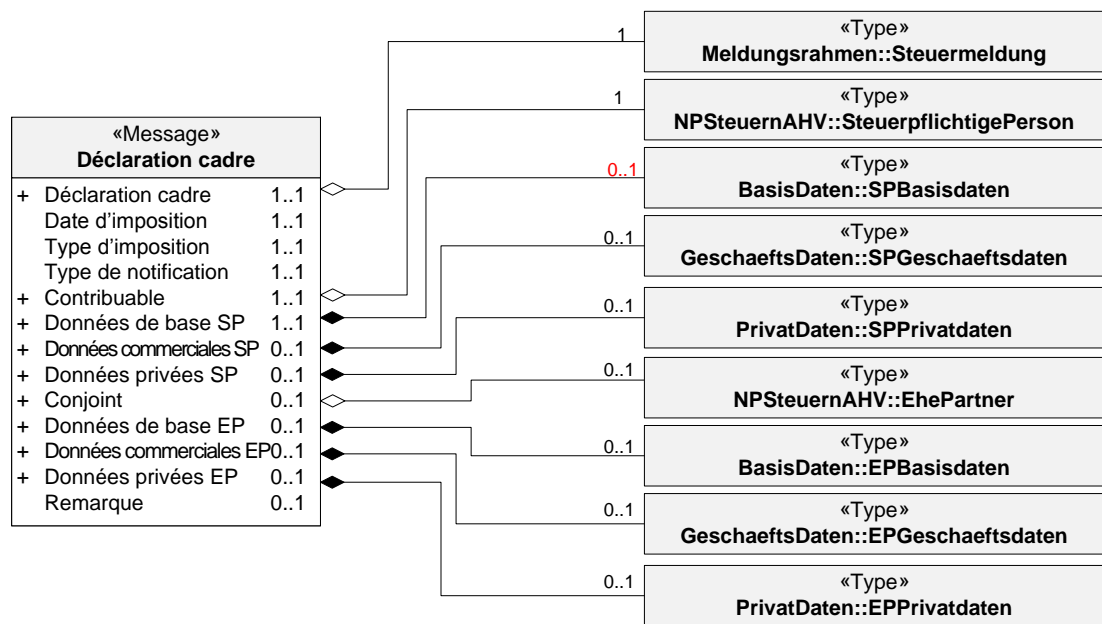 «Message»
Déclaration cadre
+ Déclaration cadre 1..1
Date d'imposition 1..1
Type d'imposition 1..1
Type de notification 1..1
+ Contribuable 1..1
+ Données de base SP 1..1
+ Données commerciales SP 0..1
+ Données privées SP 0..1
+ Conjoint 0..1
+ Données de base EP 0..1
+ Données commerciales EP 0..1
+ Données privées EP 0..1
Remarque 0..1
1
«Type»
Meldungsrahmen::Steuermeldung
1
«Type»
NPSteuernAHV::SteuerpflichtigePerson
0..1
«Type»
BasisDaten::SPBasisdaten
0..1
«Type»
GeschaeftsDaten::SPGeschaeftsdaten
0..1
«Type»
PrivatDaten::SPPrivatdaten
0..1
«Type»
NPSteuernAHV::EhePartner
0..1
«Type»
BasisDaten::EPBasisdaten
0..1
«Type»
GeschaeftsDaten::EPGeschaeftsdaten
0..1
«Type»
PrivatDaten::EPPrivatdaten